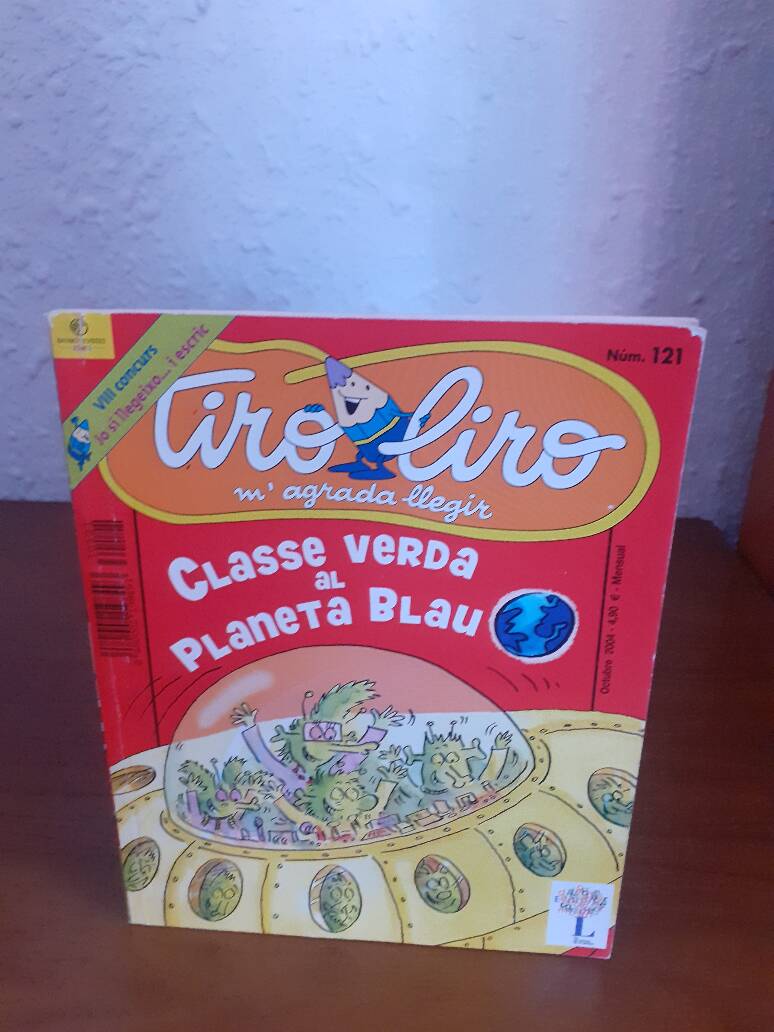 VIII concurs
Jo sí llegeixo... i escric
Núm. 121
Tiro liro
m'agrada llegir
Classe verda
al
Planeta Blau
Octubre 2004 - 4,90 € - Mensual
L